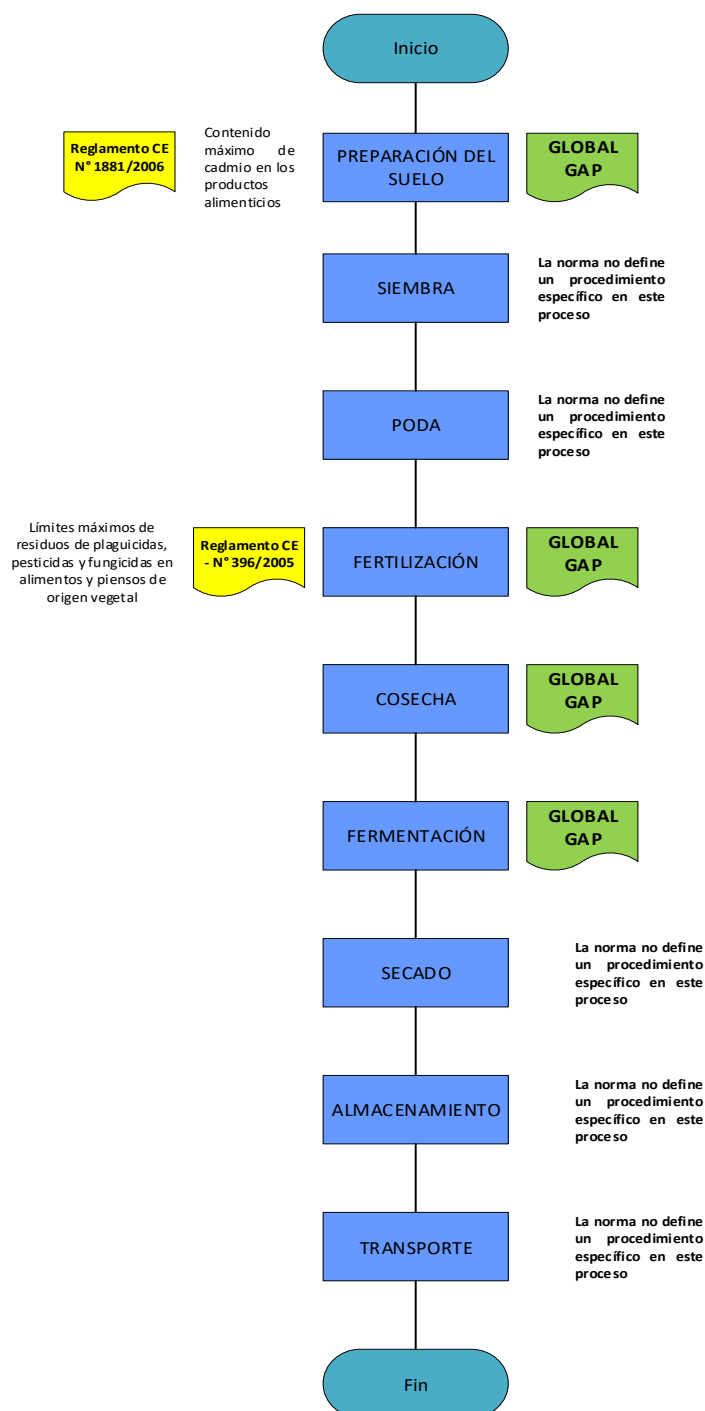 Inicio
Reglamento CE
N° 1881/2006
Contenido
máximo de
cadmio en los
productos
alimenticios
PREPARACIÓN DEL
SUELO
GLOBAL
GAP
SIEMBRA
La norma no define
un procedimiento
específico en este
proceso
PODA
La norma no define
un procedimiento
específico en este
proceso
Límites máximos de
residuos de plaguicidas,
pesticidas y fungicidas en
alimentos y piensos de
origen vegetal
Reglamento CE
- N° 396/2005
FERTILIZACIÓN
GLOBAL
GAP
COSECHA
GLOBAL
GAP
FERMENTACIÓN
GLOBAL
GAP
SECADO
La norma no define
un procedimiento
específico en este
proceso
ALMACENAMIENTO
La norma no define
un procedimiento
específico en este
proceso
TRANSPORTE
La norma no define
un procedimiento
específico en este
proceso
Fin